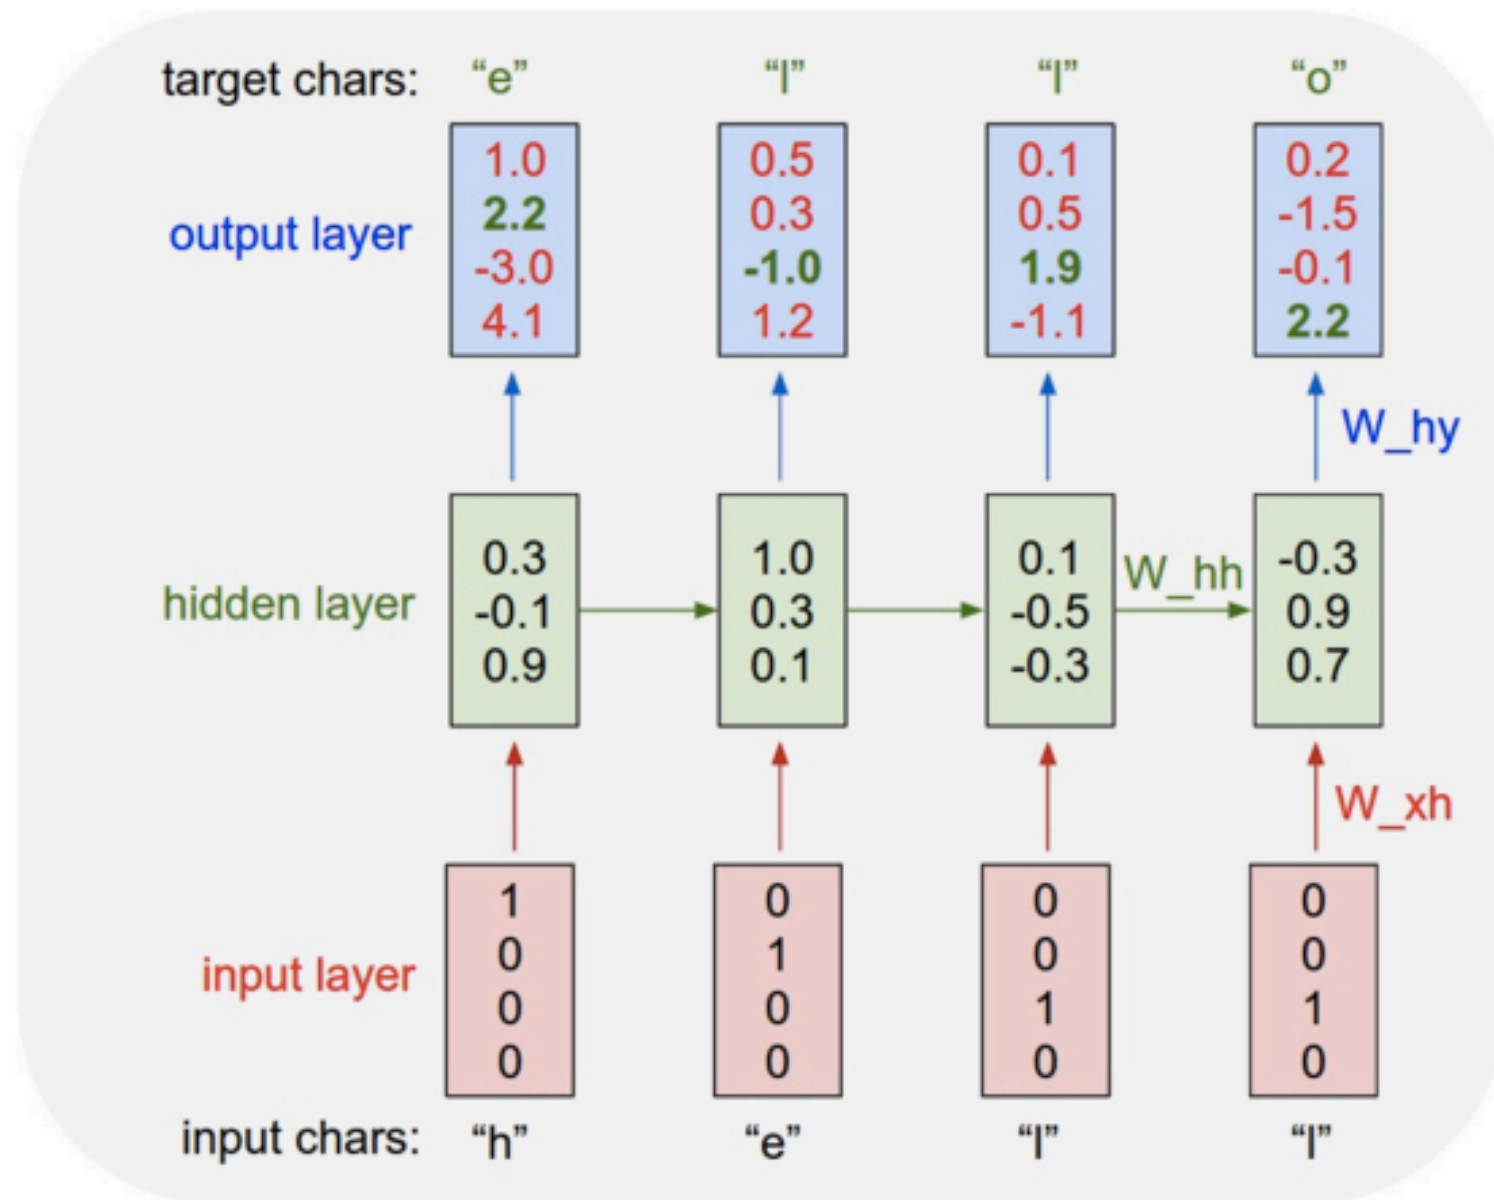 target chars: “e” “l” “l” “o”
1.0 0.5 0.1 0.2
2.2 0.3 0.5 -1.5
output layer
-3.0 -1.0 1.9 -0.1
4.1 1.2 -1.1 2.2
W_hy
0.3 1.0 0.1 W_hh -0.3
hidden layer -0.1 0.3 -0.5 0.9
0.9 0.1 -0.3 0.7
W_xh
1 0 0 0
0 1 0 0
input layer
0 0 1 1
0 0 0 0
input chars: “h” “e” “l” “l”